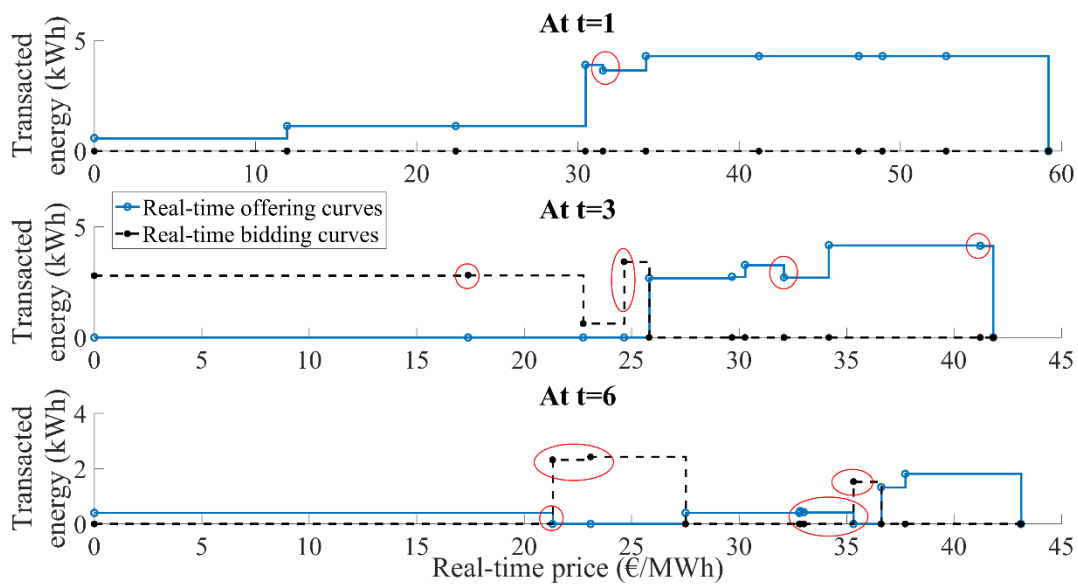 At t=1
Transacted
energy (kWh)
5
0
0 10 20 30 40 50 60
Real-time offering curves
Real-time bidding curves
At t=3
Transacted
energy (kWh)
5
0
0 5 10 15 20 25 30 35 40 45
At t=6
Transacted
energy (kWh)
4
2
0
0 5 10 15 20 25 30 35 40 45
Real-time price (€/MWh)